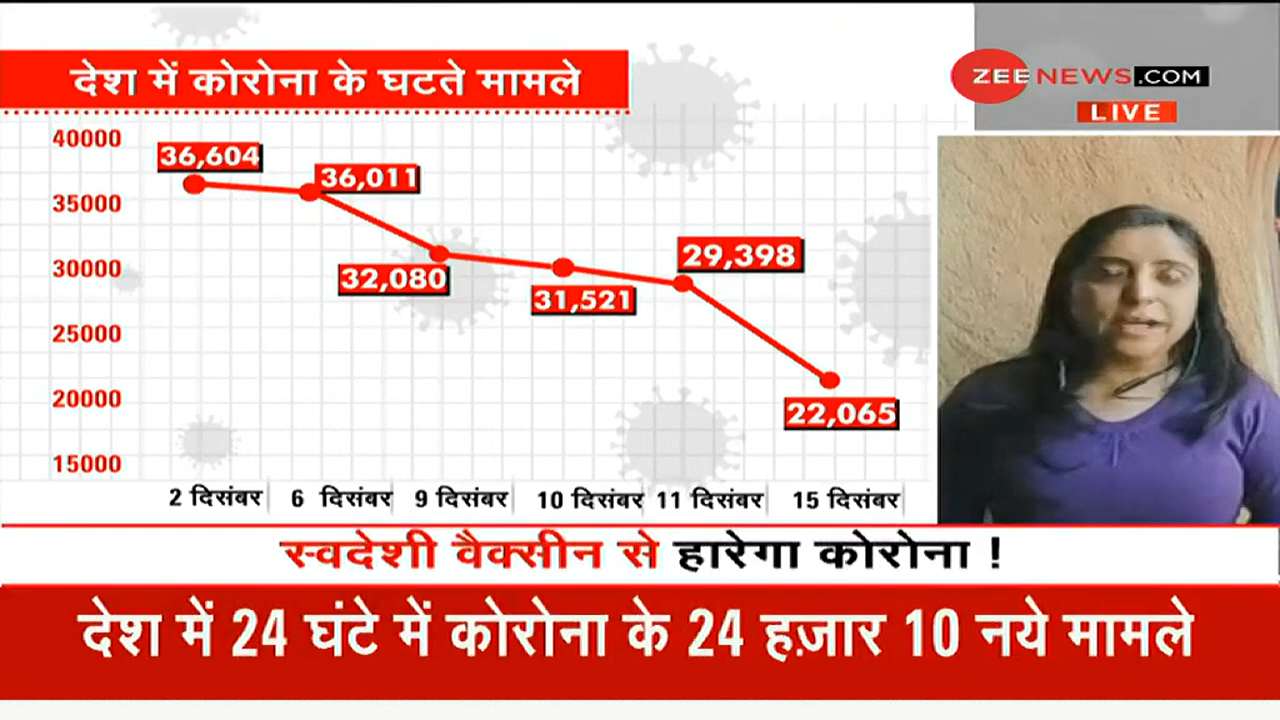 देश में कोरोना के घटते मामले
ZEENEWS.COM
LIVE
40000
35000
30000
25000
20000
15000
36,604
36,011
32,080
31,521
29,398
22,065
2 दिसंबर 6 दिसंबर 9 दिसंबर 10 दिसंबर 11 दिसंबर 15 दिसंबर
स्वदेशी वैक्सीन से हारेगा कोरोना !
देश में 24 घंटे में कोरोना के 24 हज़ार 10 नये मामले